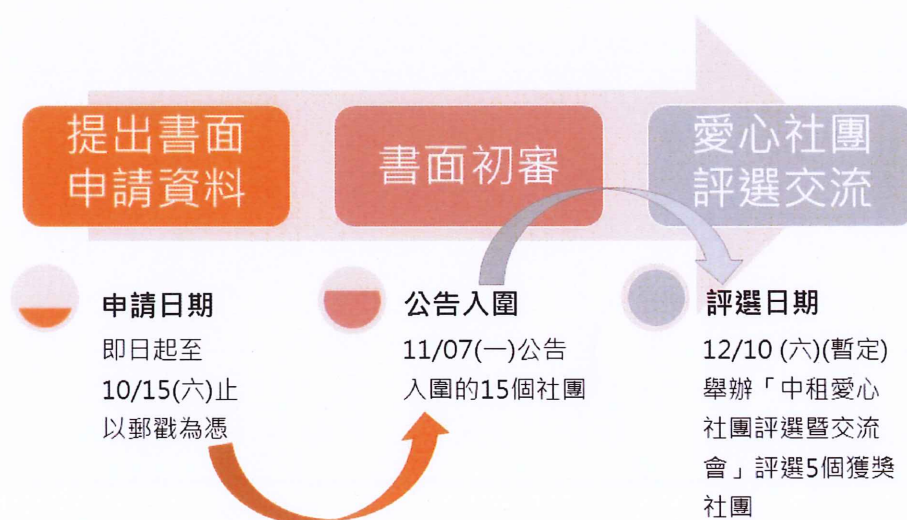 提出書面
申請資料
書面初審
愛心社團
評選交流
申請日期
即日起至
10/15(六)止
以郵戳為憑
公告入圍
11/07(一)公告
入圍的15個社團
評選日期
12/10 (六)(暫定)
舉辦「中租愛心
社團評選暨交流
會」評選5個獲獎
社團